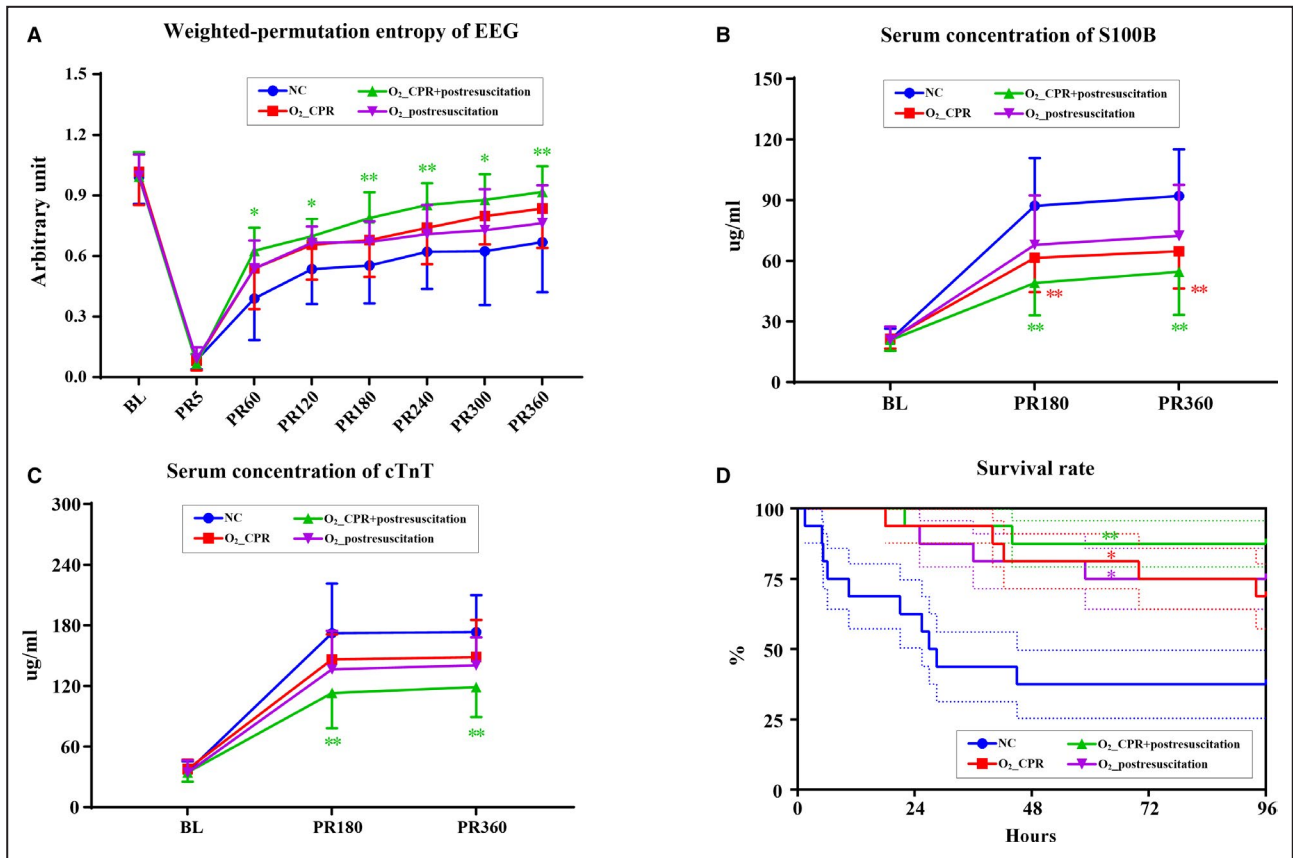 A
Weighted-permutation entropy of EEG
NC
O₂_CPR+postresuscitation
O₂_CPR
O₂_postresuscitation
Arbitrary unit
1.5
1.2
0.9
0.6
0.3
0.0
* * ** ** * **
BL PR5 PR60 PR120 PR180 PR240 PR300 PR360
B
Serum concentration of S100B
NC
O₂_CPR+postresuscitation
O₂_CPR
O₂_postresuscitation
ug/ml
150
120
90
60
30
0
** **
** **
BL PR180 PR360
C
Serum concentration of cTnT
NC
O₂_CPR+postresuscitation
O₂_CPR
O₂_postresuscitation
ug/ml
300
240
180
120
60
0
** **
BL PR180 PR360
D
Survival rate
%
100
75
50
25
**
*
*
NC
O₂_CPR+postresuscitation
O₂_CPR
O₂_postresuscitation
0 24 48 72 96
Hours